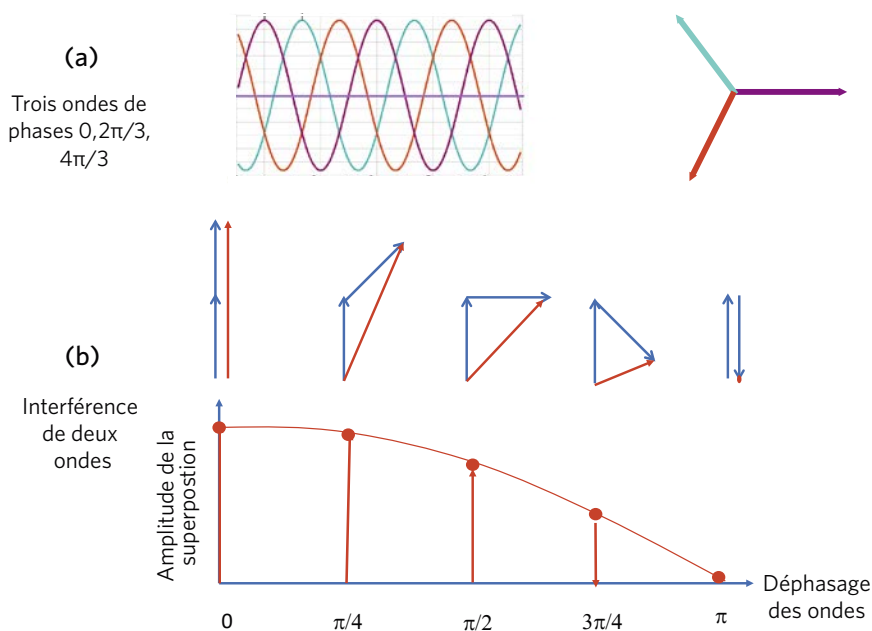 (a)
Trois ondes de
phases 0,2π/3,
4π/3
(b)
Interférence
de deux
ondes
Amplitude de la
superpostion
0
π/4
π/2
3π/4
π
Déphasage
des ondes